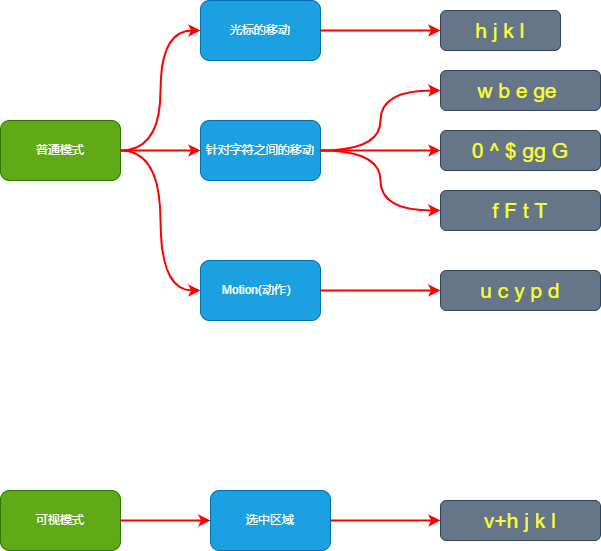 光标的移动
h j k l
w b e ge
普通模式
针对字符之间的移动
0 ^ $ gg G
f F t T
Motion(动作）
u c y p d
可视模式
选中区域
v+h j k l